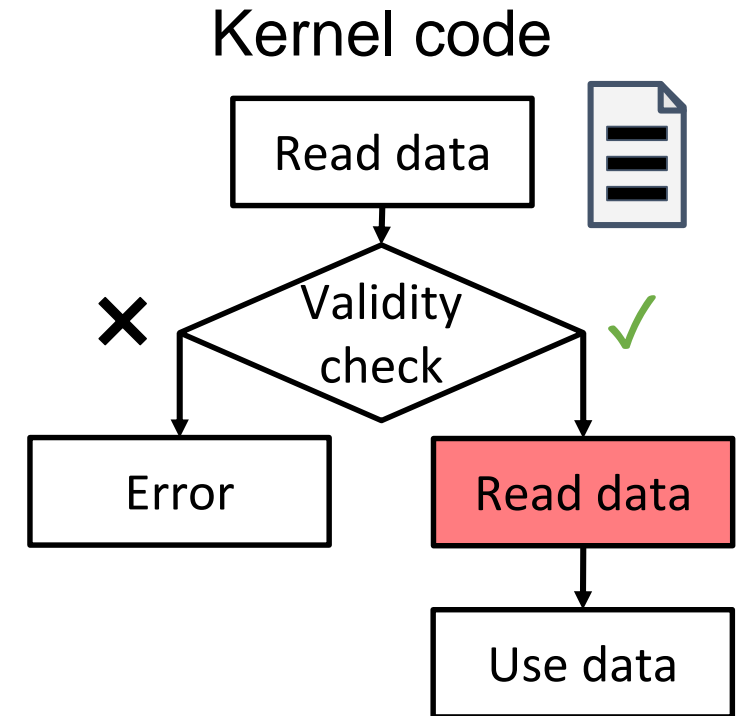 Kernel code
Read data
Validity
check
Error
Read data
Use data